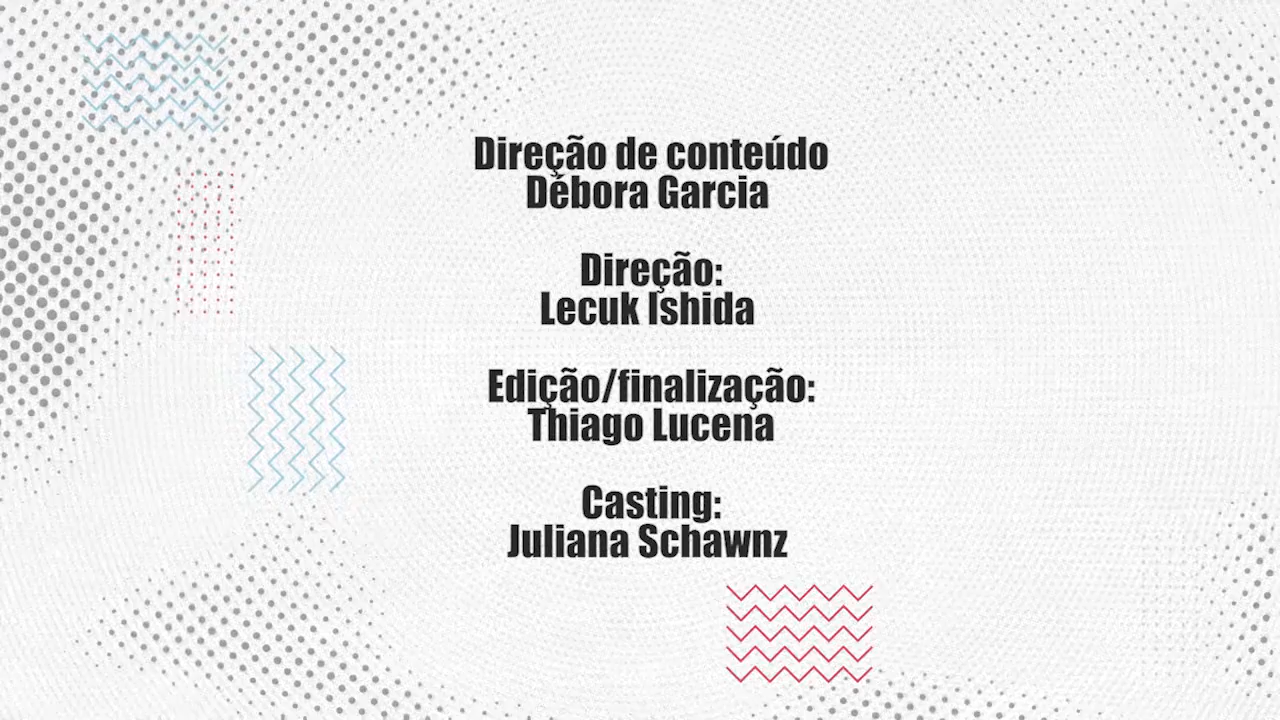 Direção de conteúdo
Débora Garcia
Direção:
Lecuk Ishida
Edição/finalização:
Thiago Lucena
Casting:
Juliana Schawnz